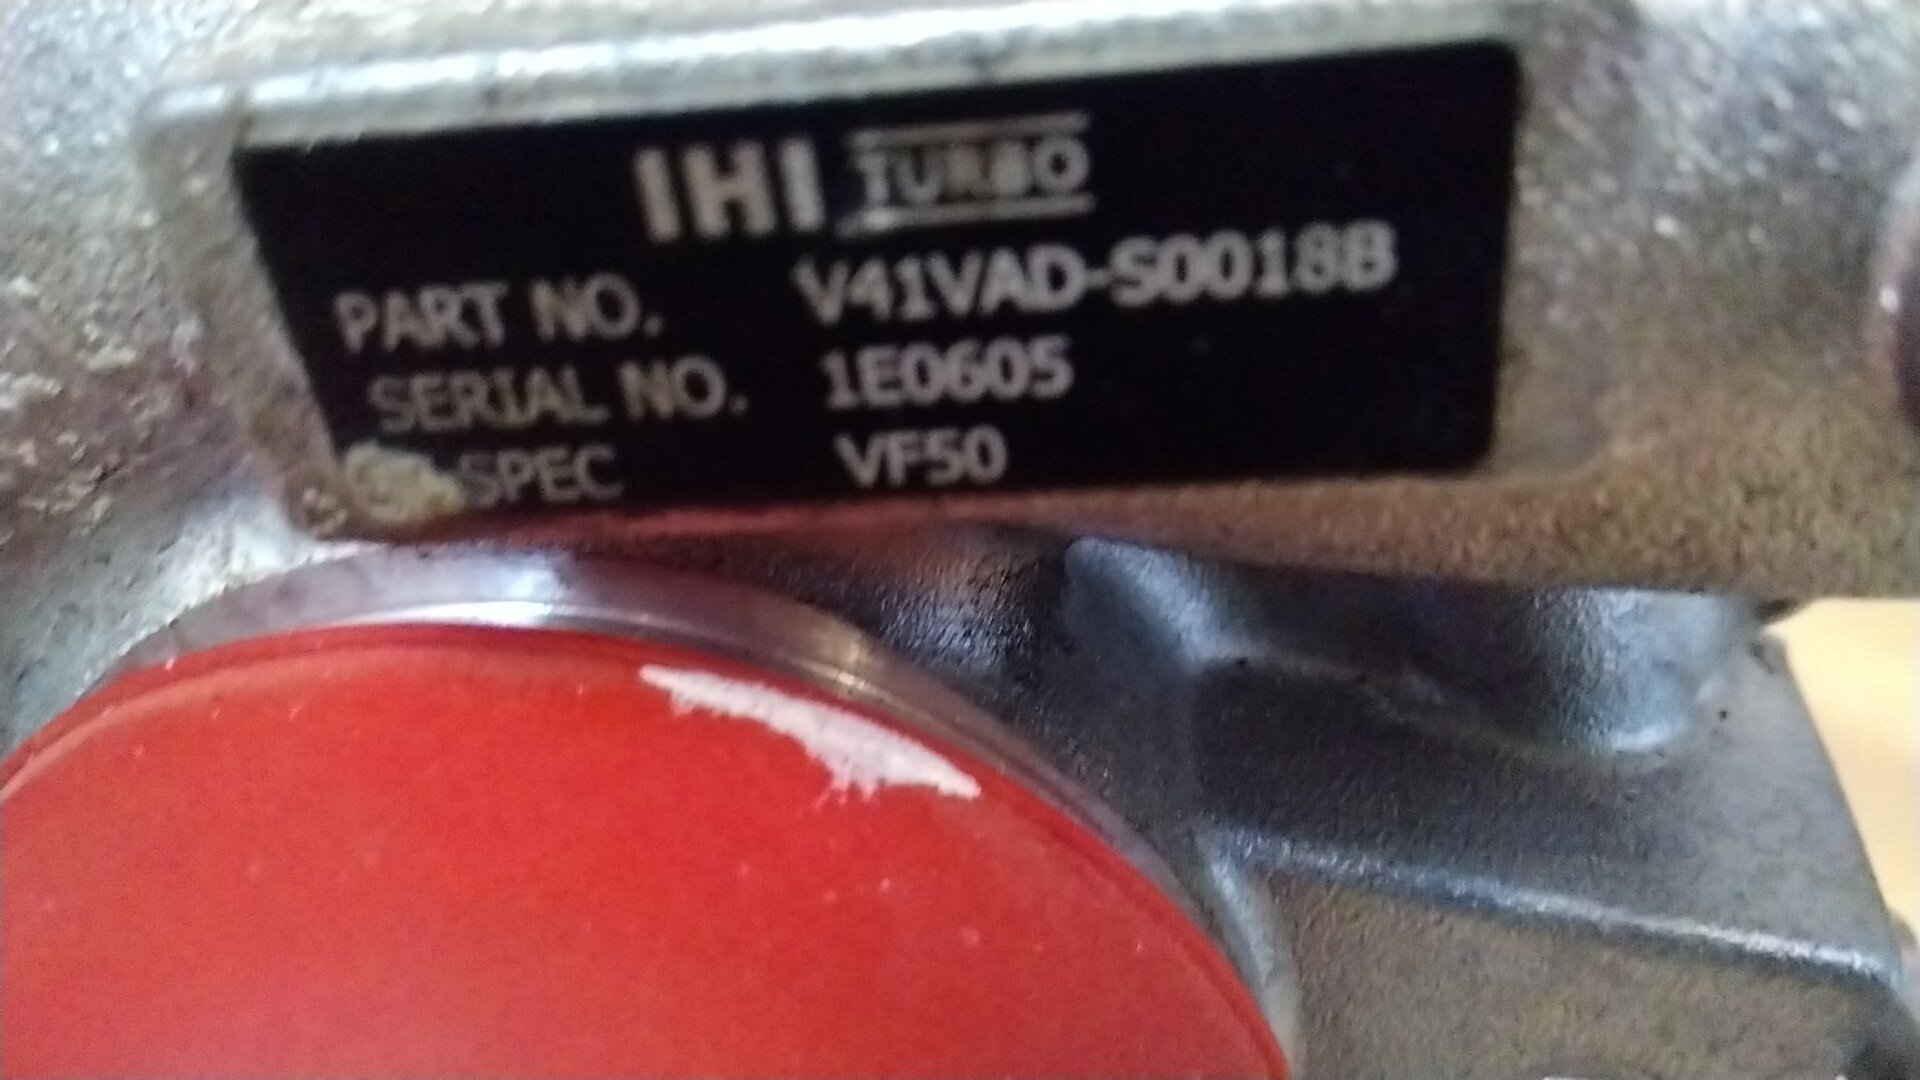 IHI TURBO
PART NO. V41VAD-S0018B
SERIAL NO. 1E0605
SPEC VF50